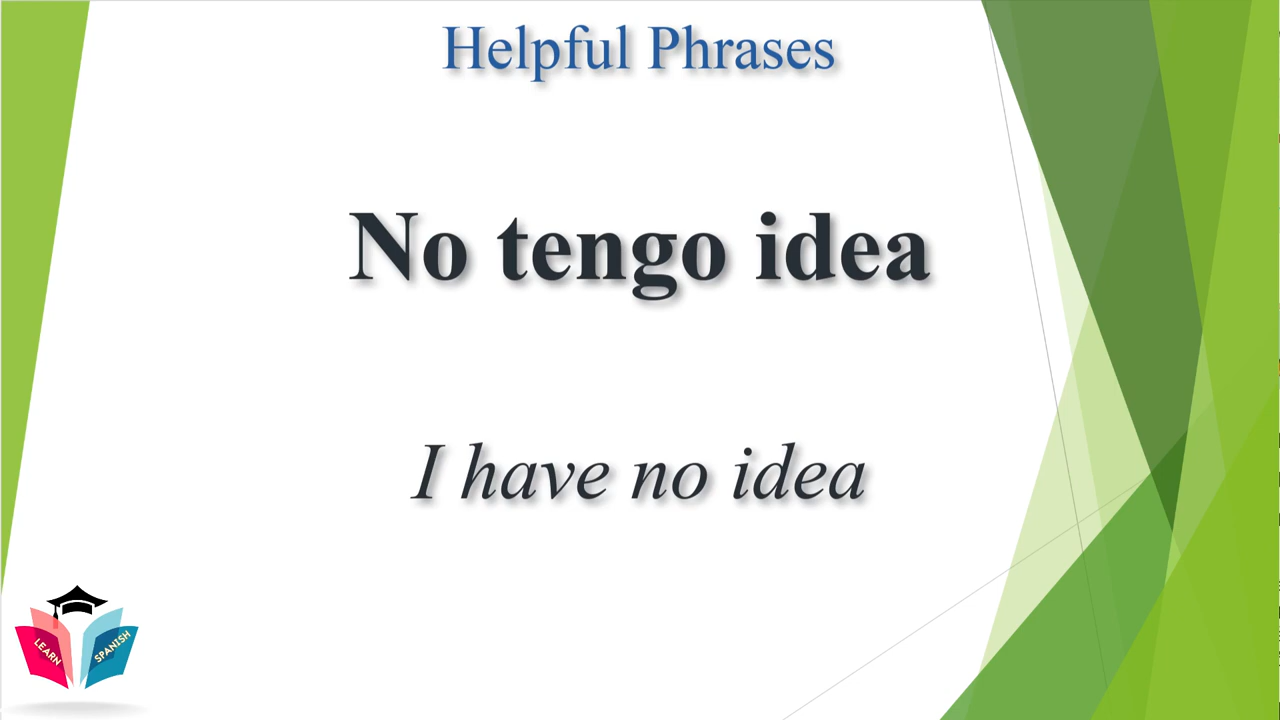 Helpful Phrases
No tengo idea
I have no idea
LEARN
SPANISH